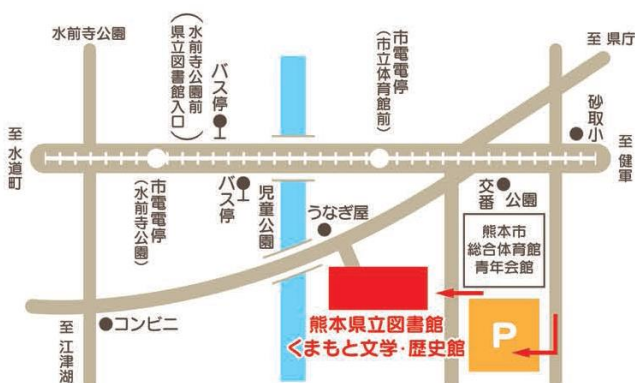 水前寺公園
至 県庁
(水前寺公園前
県立図書館入口)
バス停
市電電停
(市立体育館前)
砂取小
至 水道町
至 健軍
市電電停
(水前寺公園)
バス停
児童公園
うなぎ屋
交番
公園
熊本市
総合体育館
青年会館
コンビニ
至 江津湖
熊本県立図書館
くまもと文学・歴史館
P